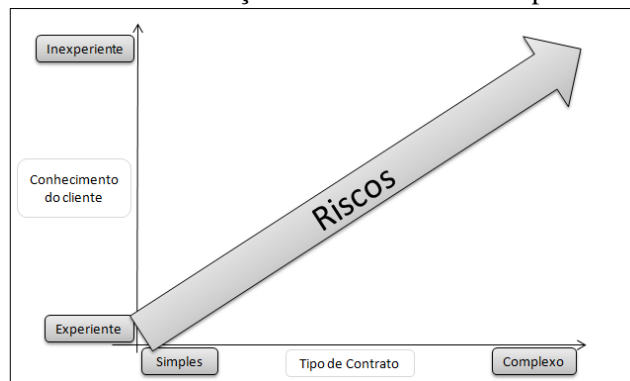 Inexperiente
Conhecimento
do cliente
Riscos
Experiente
Simples
Tipo de Contrato
Complexo